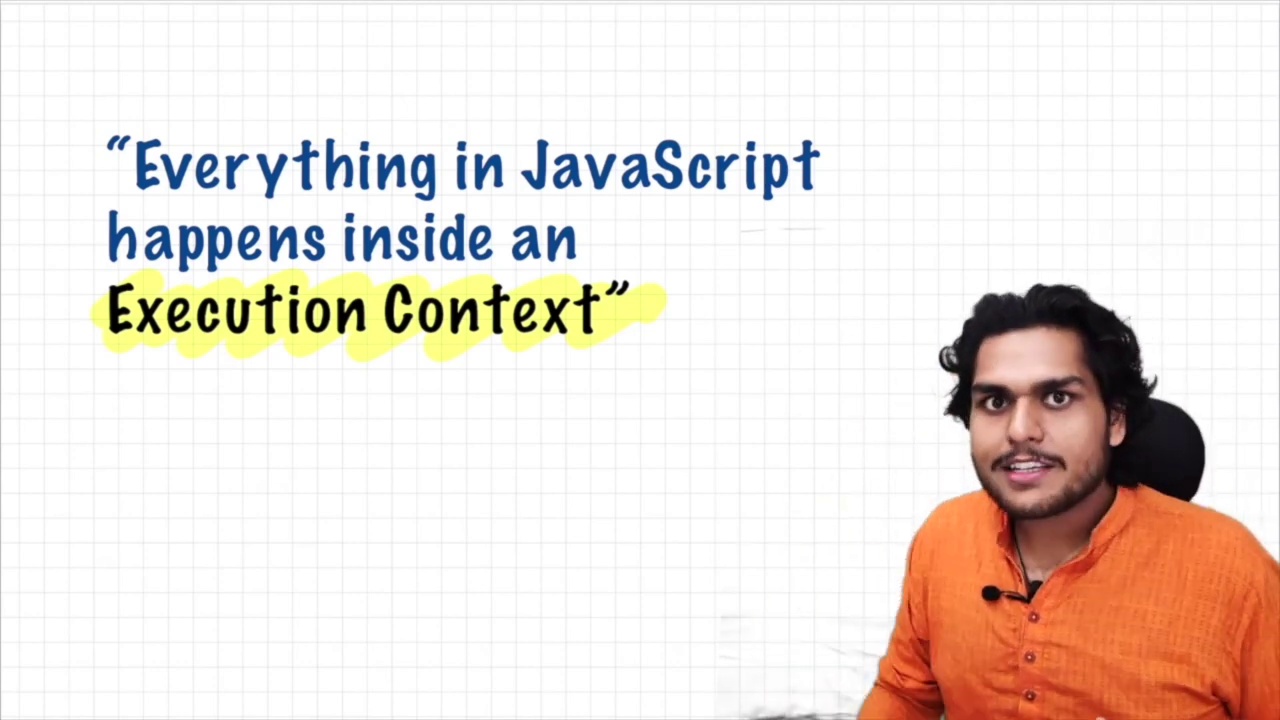 “Everything in JavaScript
happens inside an
Execution Context”